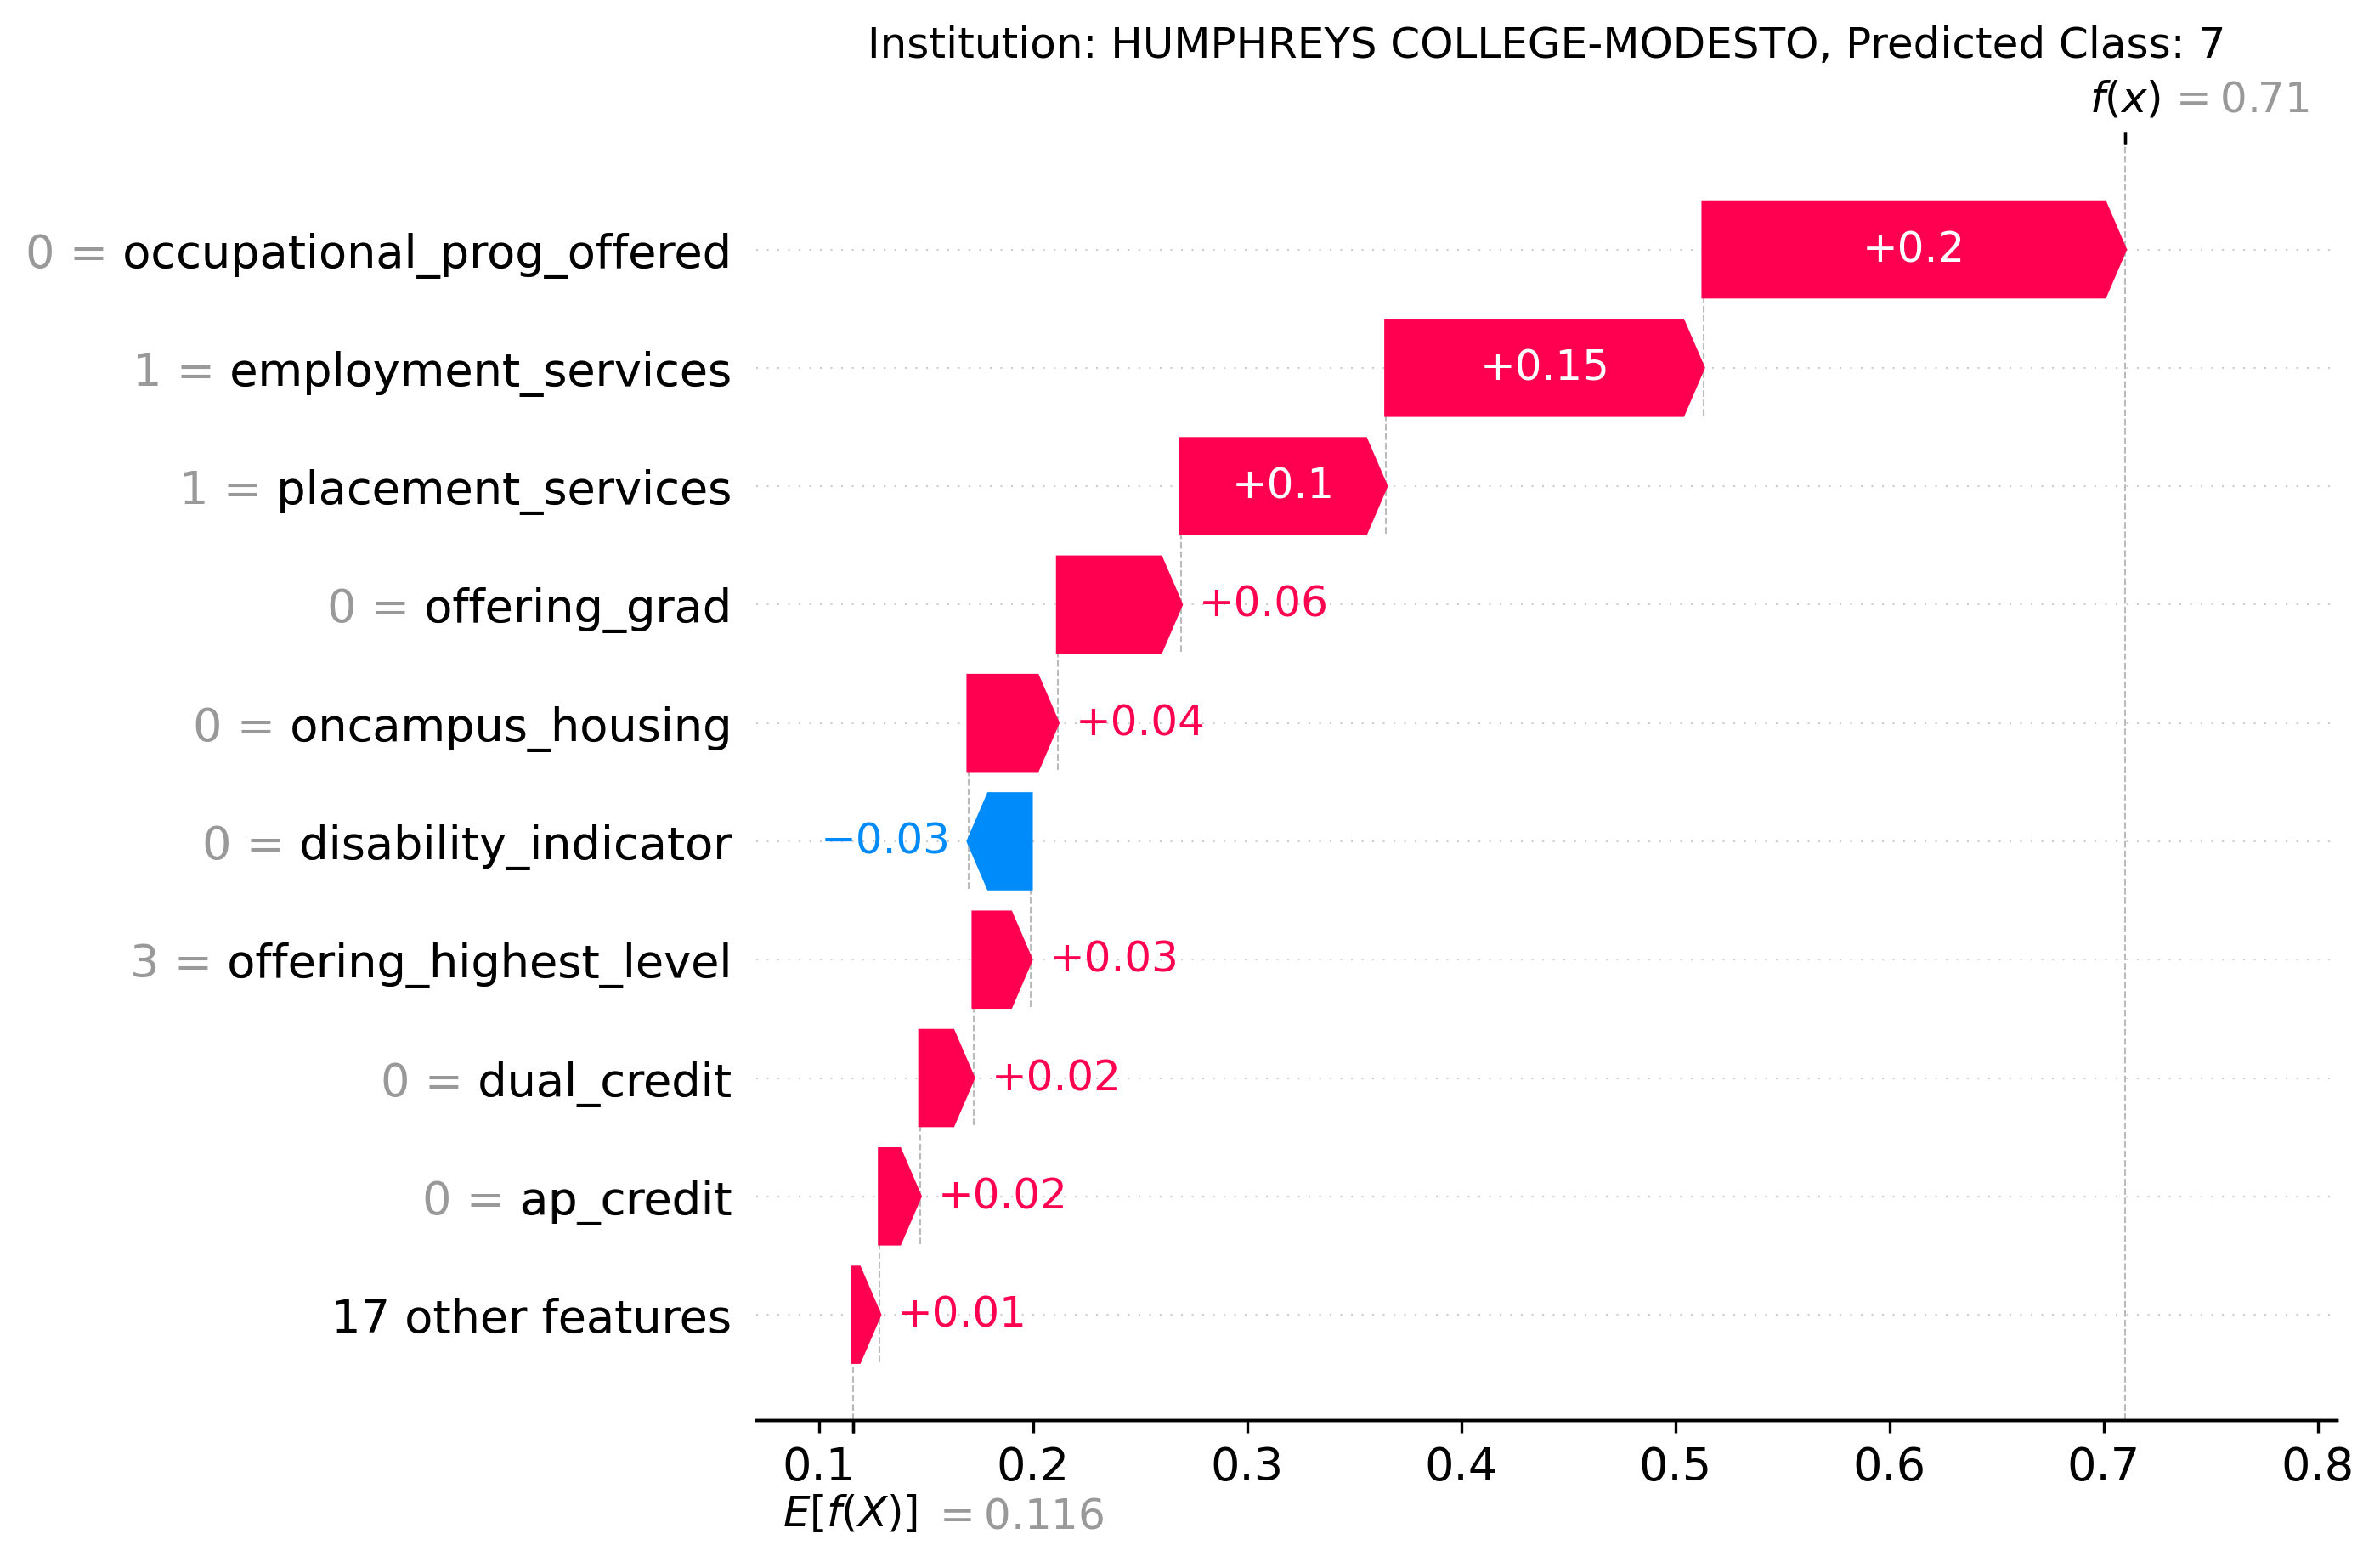 Institution: HUMPHREYS COLLEGE-MODESTO, Predicted Class: 7
f(x) = 0.71
0 = occupational_prog_offered +0.2
1 = employment_services +0.15
1 = placement_services +0.1
0 = offering_grad +0.06
0 = oncampus_housing +0.04
0 = disability_indicator −0.03
3 = offering_highest_level +0.03
0 = dual_credit +0.02
0 = ap_credit +0.02
17 other features +0.01
0.1 0.2 0.3 0.4 0.5 0.6 0.7 0.8
E[f(X)] = 0.116